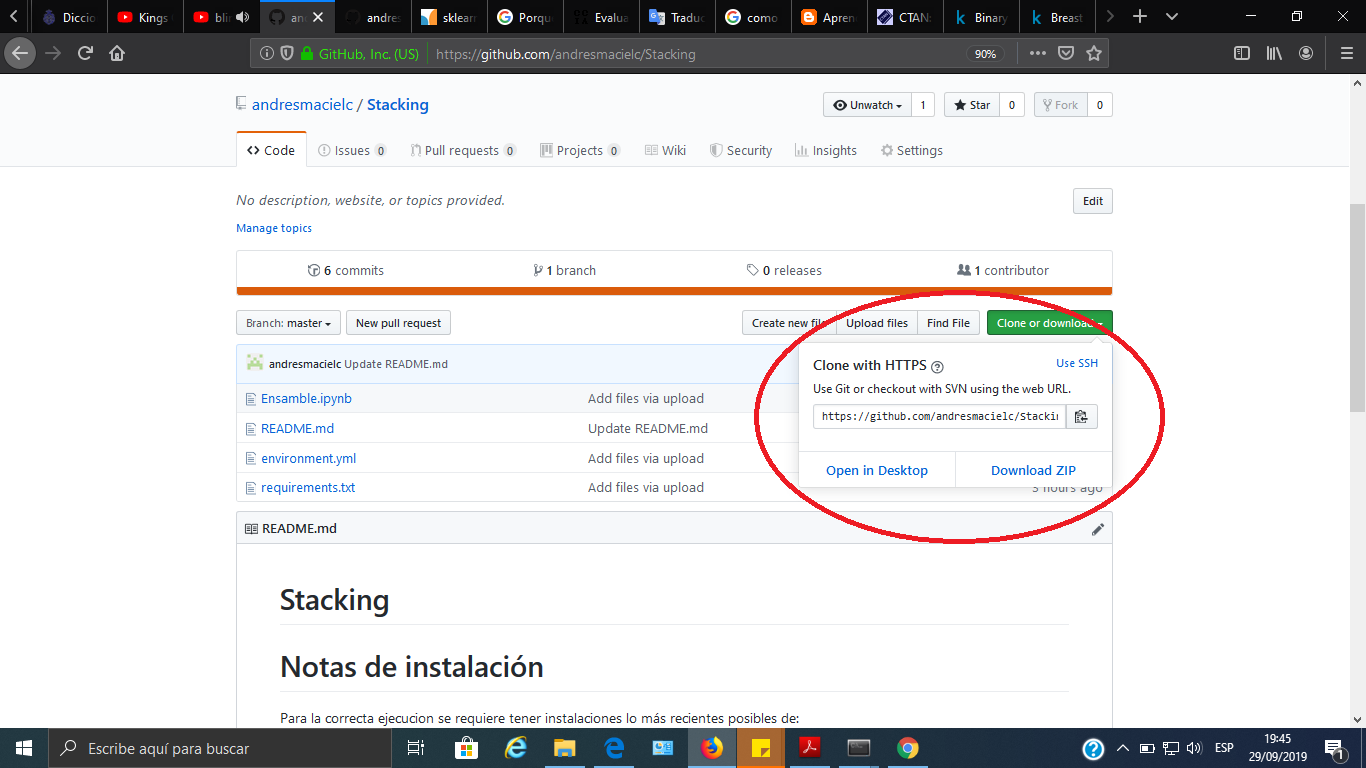 Diccio
Kings
blin
an
andres
sklearn
Porque
Evalua
Traduc
como
Apren
CTAN:
Binary
Breast
GitHub, Inc. (US)
https://github.com/andresmacielc/Stacking
90%
andresmacielc / Stacking
Unwatch 1
Star 0
Fork 0
Code
Issues 0
Pull requests 0
Projects 0
Wiki
Security
Insights
Settings
No description, website, or topics provided.
Edit
Manage topics
6 commits
1 branch
0 releases
1 contributor
Branch: master
New pull request
Create new file
Upload files
Find File
Clone or download
andresmacielc Update README.md
Clone with HTTPS
Use SSH
Use Git or checkout with SVN using the web URL.
https://github.com/andresmacielc/Stackin
Open in Desktop
Download ZIP
Ensamble.ipynb Add files via upload
README.md Update README.md
environment.yml Add files via upload
requirements.txt Add files via upload 3 hours ago
README.md
Stacking
Notas de instalación
Para la correcta ejecucion se requiere tener instalaciones lo más recientes posibles de:
Escribe aquí para buscar
ESP
19:45
29/09/2019
1